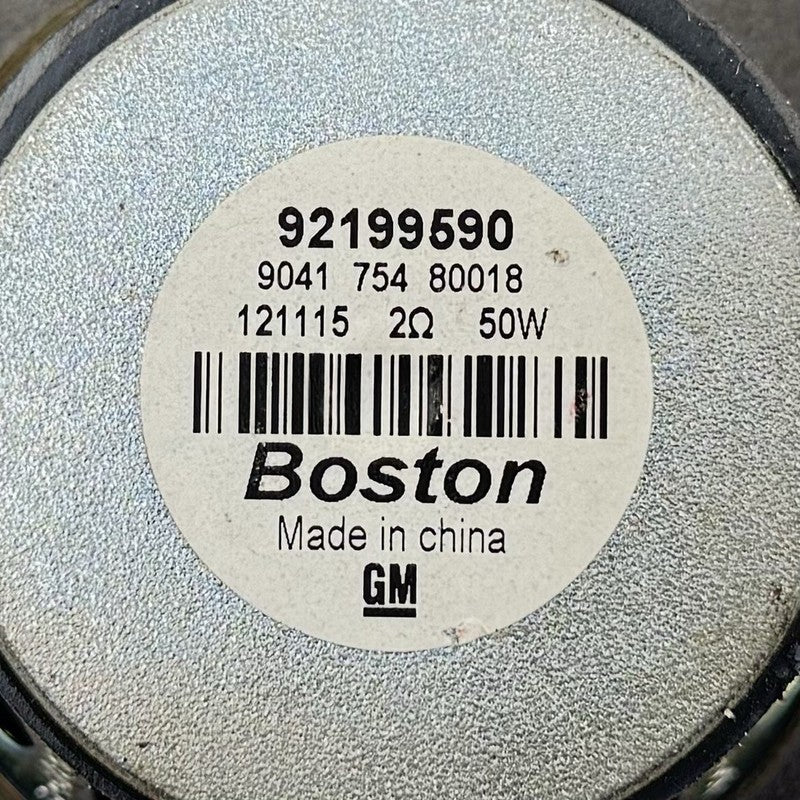 92199590
9041 754 80018
121115 2Ω 50W
Boston
Made in china
GM